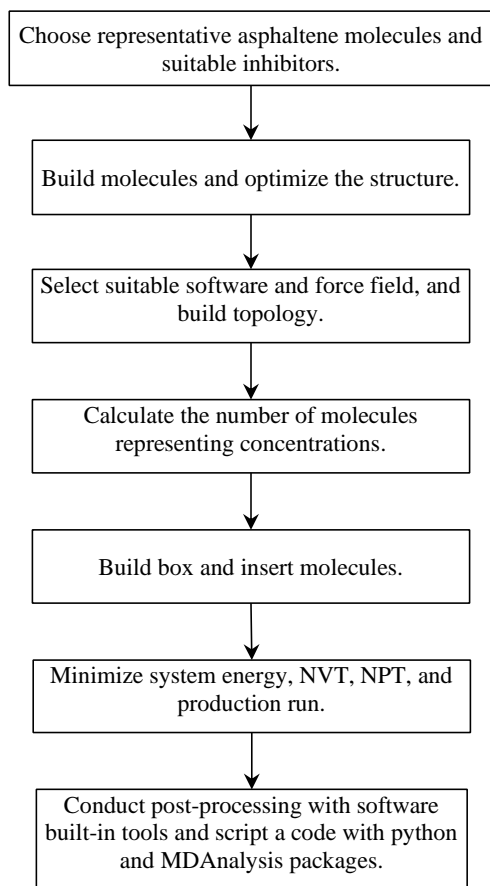 Choose representative asphaltene molecules and
suitable inhibitors.
Build molecules and optimize the structure.
Select suitable software and force field, and
build topology.
Calculate the number of molecules
representing concentrations.
Build box and insert molecules.
Minimize system energy, NVT, NPT, and
production run.
Conduct post-processing with software
built-in tools and script a code with python
and MDAnalysis packages.